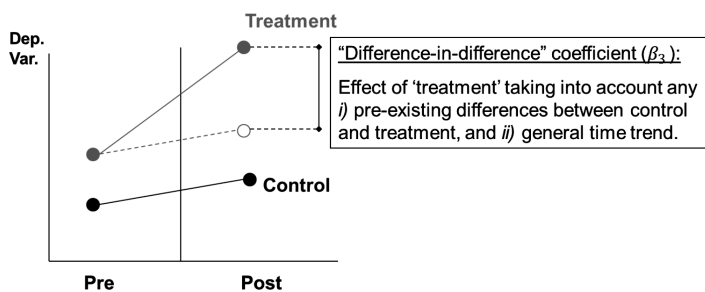 Treatment
Dep.
Var.
“Difference-in-difference” coefficient (β₃):
Effect of ‘treatment’ taking into account any
i) pre-existing differences between control
and treatment, and ii) general time trend.
Control
Pre
Post